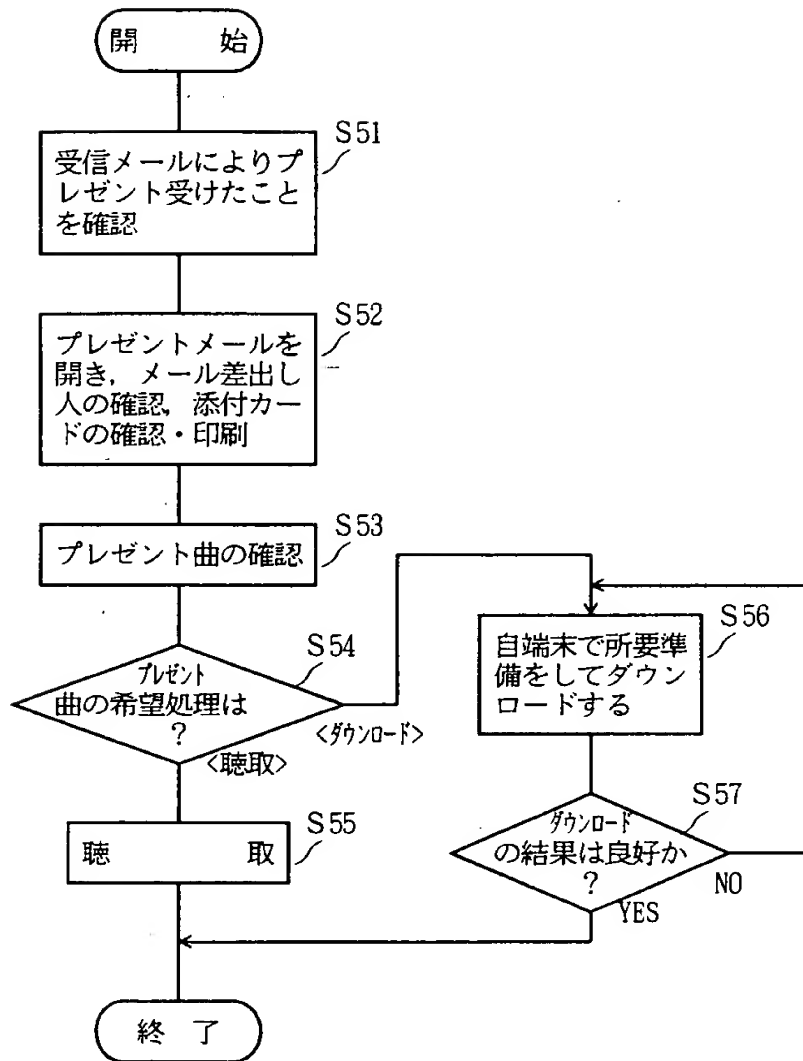 開 始
S51
受信メールによりプ
レゼント受けたこと
を確認
S52
プレゼントメールを
開き，メール差出し
人の確認，添付カー
ドの確認・印刷
S53
プレゼント曲の確認
S54
プレゼント
曲の希望処理は
?
<ダウンロード>
<聴取>
S55
聴 取
S56
自端末で所要準
備をしてダウン
ロードする
S57
ダウンロード
の結果は良好か
?
NO
YES
終 了